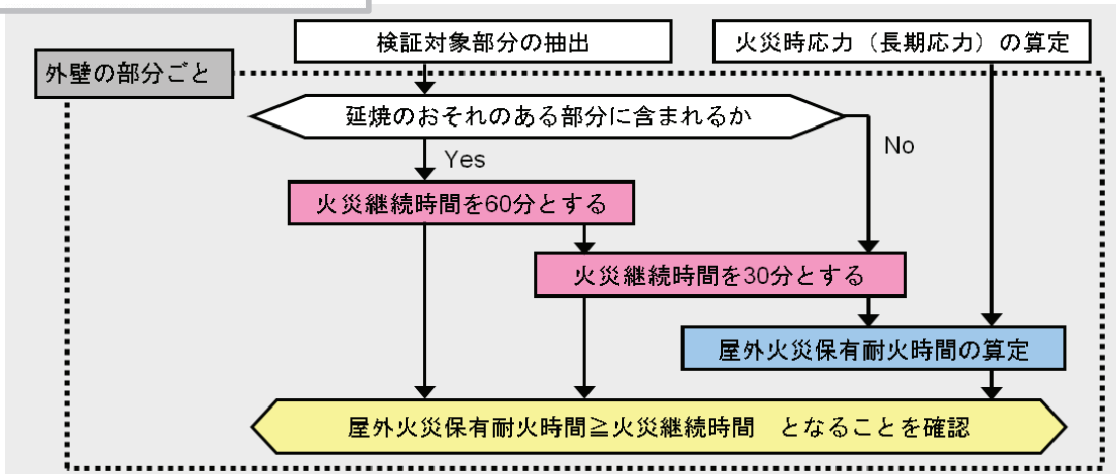 検証対象部分の抽出
火災時応力（長期応力）の算定
外壁の部分ごと
延焼のおそれのある部分に含まれるか
Yes
No
火災継続時間を60分とする
火災継続時間を30分とする
屋外火災保有耐火時間の算定
屋外火災保有耐火時間≧火災継続時間　となることを確認